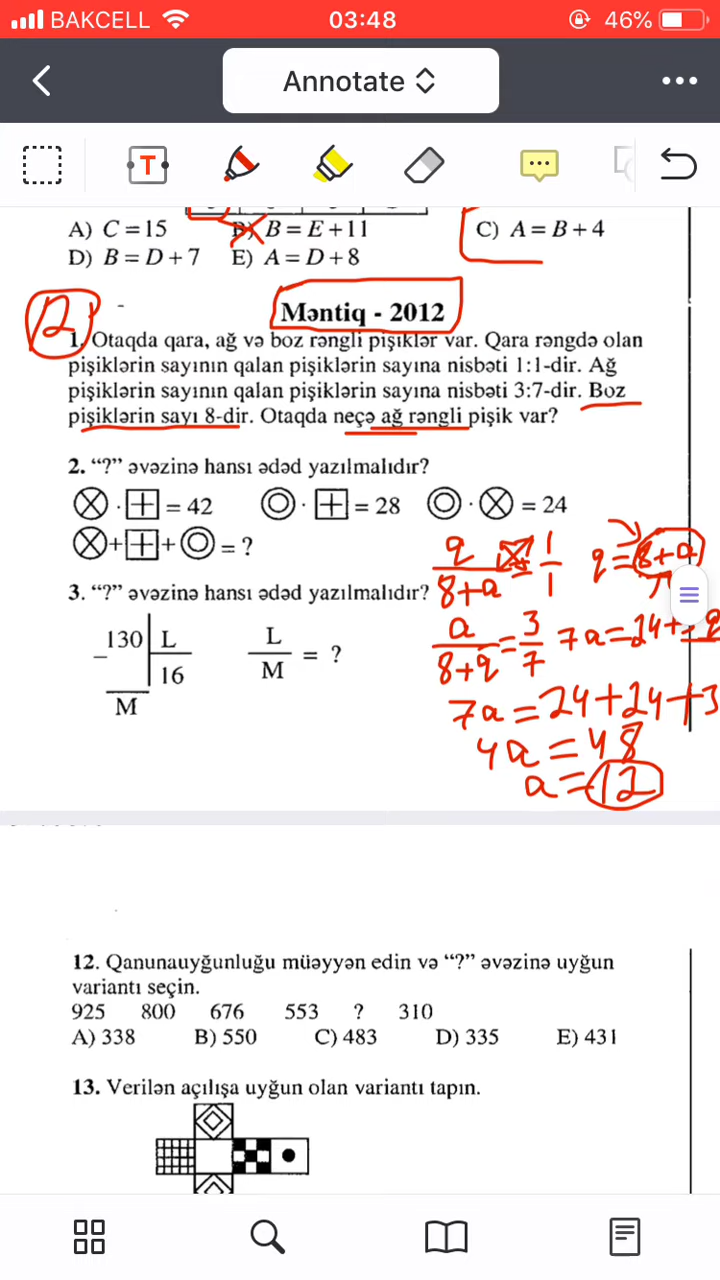 BAKCELL 03:48 46%
Annotate
T
A) C = 15 B) B = E + 11 C) A = B + 4
D) B = D + 7 E) A = D + 8
12
Məntiq - 2012
1. Otaqda qara, ağ və boz rəngli pişiklər var. Qara rəngdə olan
pişiklərin sayının qalan pişiklərin sayına nisbəti 1:1-dir. Ağ
pişiklərin sayının qalan pişiklərin sayına nisbəti 3:7-dir. Boz
pişiklərin sayı 8-dir. Otaqda neçə ağ rəngli pişik var?
2. “?” əvəzinə hansı ədəd yazılmalıdır?
⊗ · ⊞ = 42 ◎ · ⊞ = 28 ◎ · ⊗ = 24
⊗ + ⊞ + ◎ = ?
q/8+a = 1/1 q = 8+a
3. “?” əvəzinə hansı ədəd yazılmalıdır?
130 L L/M = ?
16
M
a/8+q = 3/7 7a = 24+
7a = 24+24+3
4a = 48
a = 12
12. Qanunauyğunluğu müəyyən edin və “?” əvəzinə uyğun
variantı seçin.
925 800 676 553 ? 310
A) 338 B) 550 C) 483 D) 335 E) 431
13. Verilən açılışa uyğun olan variantı tapın.